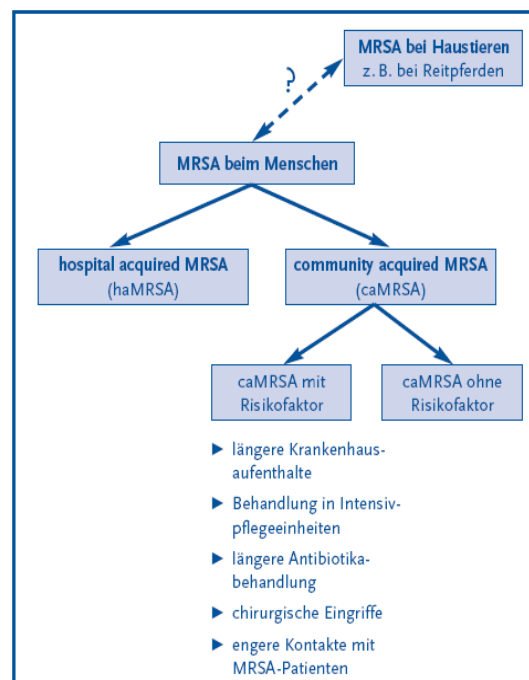 MRSA bei Haustieren
z. B. bei Reitpferden
?
MRSA beim Menschen
hospital acquired MRSA
(haMRSA)
community acquired MRSA
(caMRSA)
caMRSA mit
Risikofaktor
caMRSA ohne
Risikofaktor
► längere Krankenhaus-
aufenthalte
► Behandlung in Intensiv-
pflegeeinheiten
► längere Antibiotika-
behandlung
► chirurgische Eingriffe
► engere Kontakte mit
MRSA-Patienten